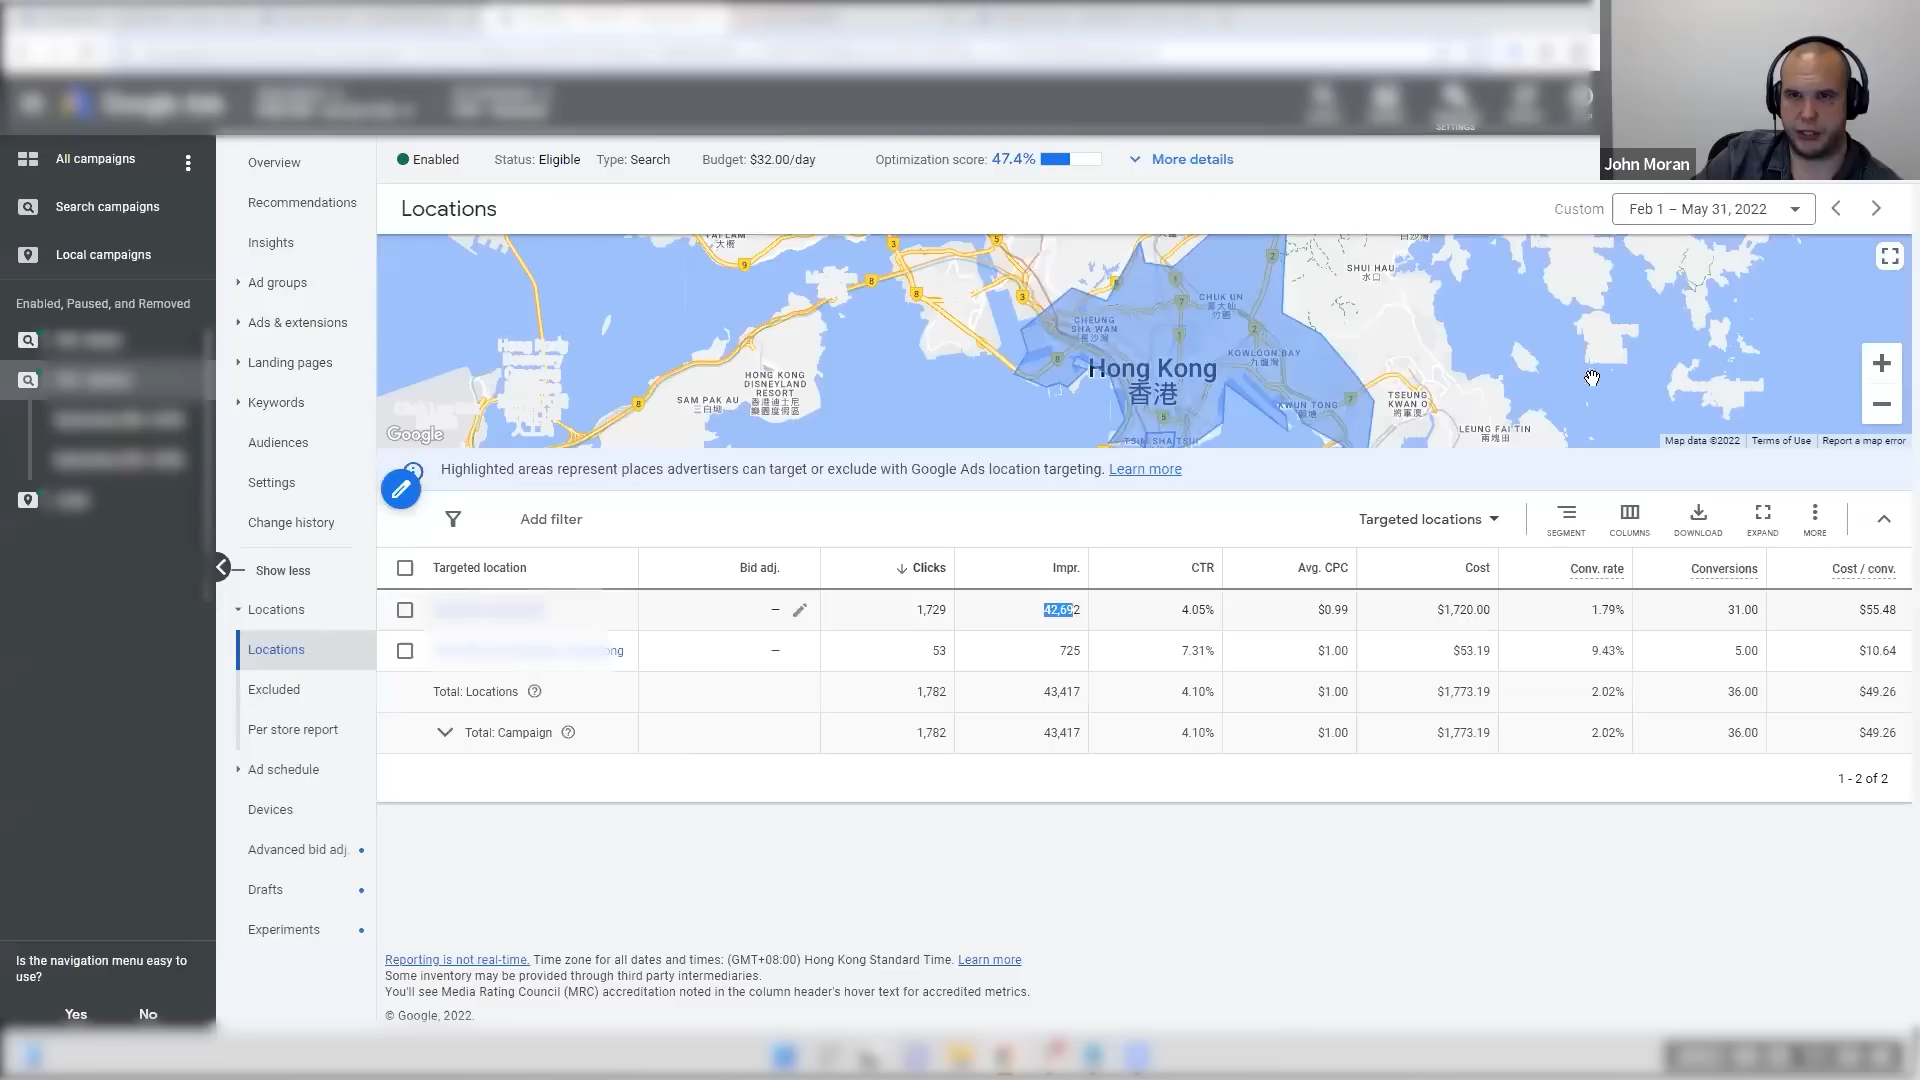 SETTINGS
John Moran
All campaigns
Search campaigns
Local campaigns
Enabled, Paused, and Removed
Is the navigation menu easy to
use?
Yes No
Overview
Recommendations
Insights
Ad groups
Ads & extensions
Landing pages
Keywords
Audiences
Settings
Change history
Show less
Locations
Locations
Excluded
Per store report
Ad schedule
Devices
Advanced bid adj.
Drafts
Experiments
Enabled Status: Eligible Type: Search Budget: $32.00/day Optimization score: 47.4% More details
Locations
Custom Feb 1 – May 31, 2022
大嶼
HONG KONG
DISNEYLAND
RESORT
香港迪士尼
樂園度假區
SAM PAK AU
三白坳
CHEUNG
SHA WAN
長沙灣
CHUK UN
竹園
KOWLOON BAY
九龍灣
Hong Kong
香港
KWUN TONG
觀塘
TSIM SHA TSUI
SHUI HAU
水口
TSEUNG
KWAN O
將軍澳
LEUNG FAI TIN
兩塊田
Google
Map data ©2022 Terms of Use Report a map error
Highlighted areas represent places advertisers can target or exclude with Google Ads location targeting. Learn more
Add filter
Targeted locations
SEGMENT COLUMNS DOWNLOAD EXPAND MORE
Targeted location Bid adj. Clicks Impr. CTR Avg. CPC Cost Conv. rate Conversions Cost / conv.
– 1,729 42,692 4.05% $0.99 $1,720.00 1.79% 31.00 $55.48
ong – 53 725 7.31% $1.00 $53.19 9.43% 5.00 $10.64
Total: Locations 1,782 43,417 4.10% $1.00 $1,773.19 2.02% 36.00 $49.26
Total: Campaign 1,782 43,417 4.10% $1.00 $1,773.19 2.02% 36.00 $49.26
1 - 2 of 2
Reporting is not real-time. Time zone for all dates and times: (GMT+08:00) Hong Kong Standard Time. Learn more
Some inventory may be provided through third party intermediaries.
You'll see Media Rating Council (MRC) accreditation noted in the column header's hover text for accredited metrics.
© Google, 2022.